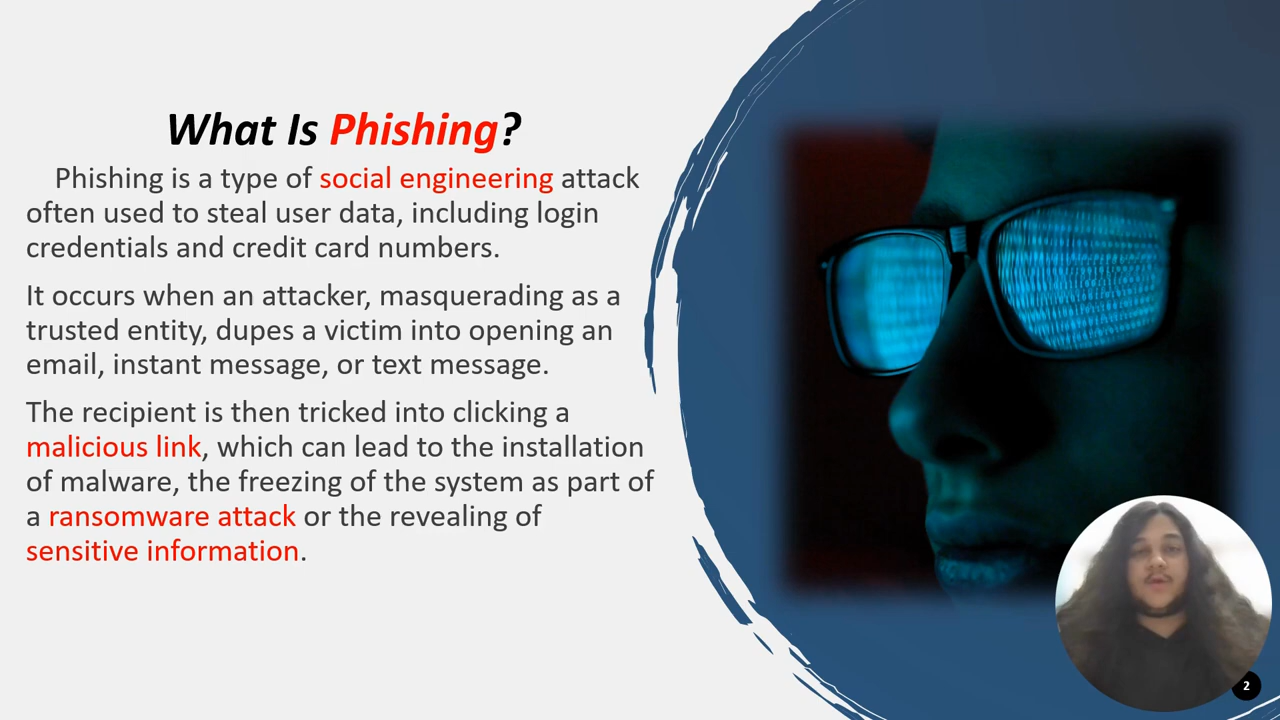 What Is Phishing?
Phishing is a type of social engineering attack
often used to steal user data, including login
credentials and credit card numbers.
It occurs when an attacker, masquerading as a
trusted entity, dupes a victim into opening an
email, instant message, or text message.
The recipient is then tricked into clicking a
malicious link, which can lead to the installation
of malware, the freezing of the system as part of
a ransomware attack or the revealing of
sensitive information.
2